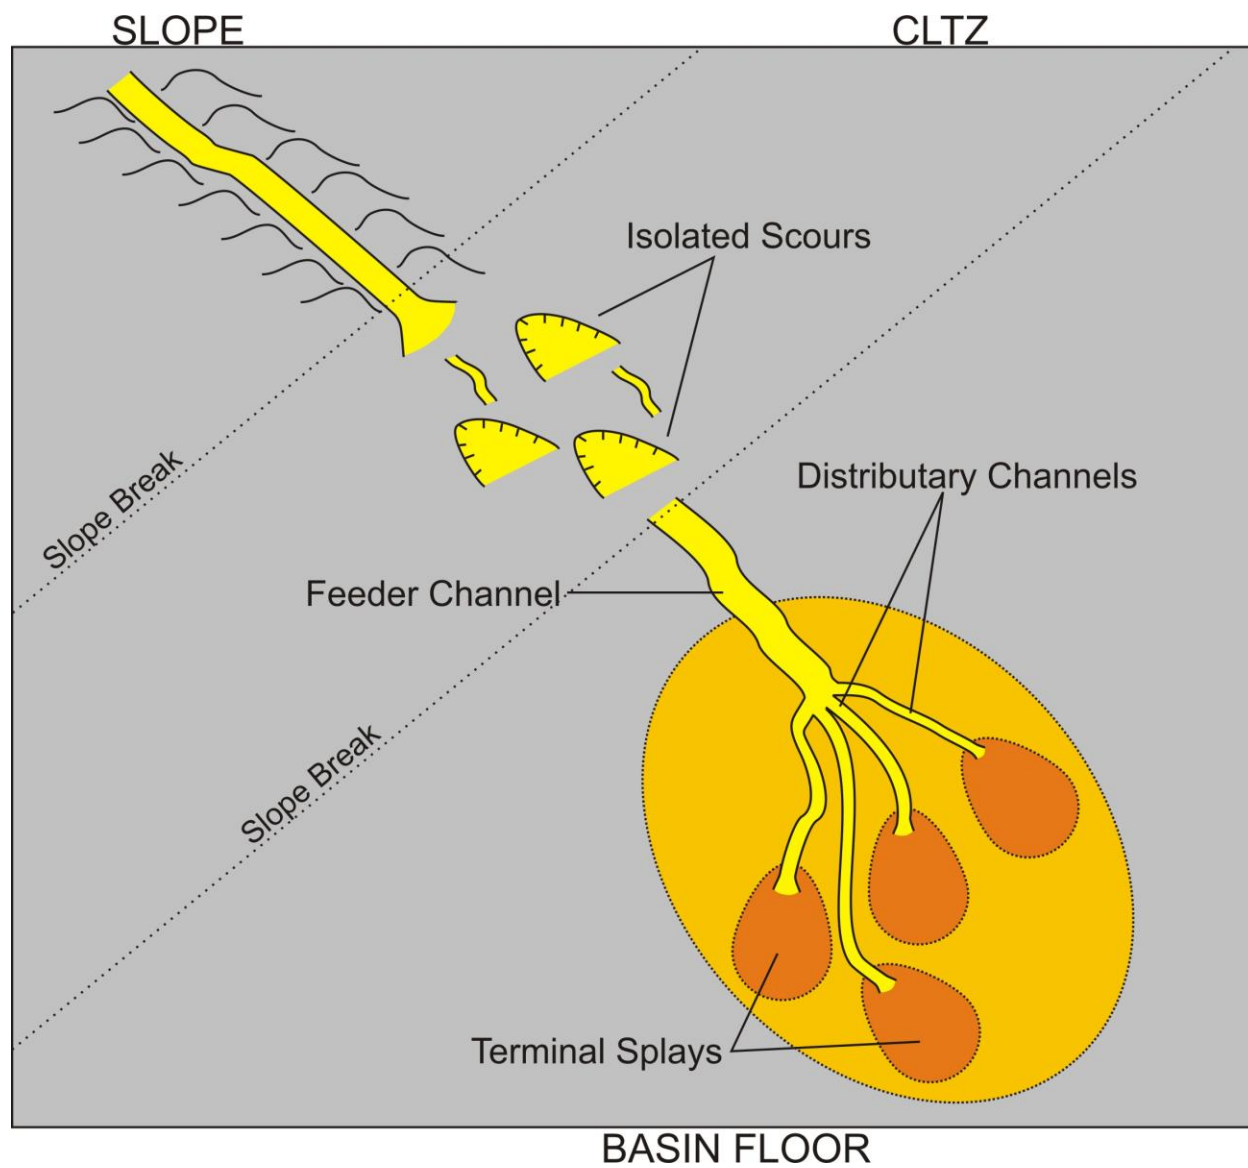 SLOPE
CLTZ
Isolated Scours
Slope Break
Distributary Channels
Feeder Channel
Slope Break
Terminal Splays
BASIN FLOOR